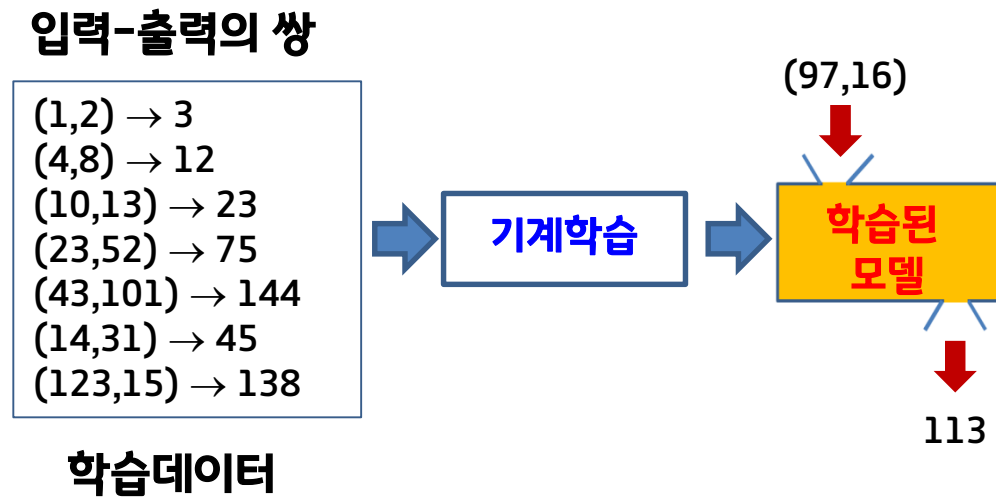 입력-출력의 쌍
(1,2) → 3
(4,8) → 12
(10,13) → 23
(23,52) → 75
(43,101) → 144
(14,31) → 45
(123,15) → 138
학습데이터
기계학습
(97,16)
학습된
모델
113